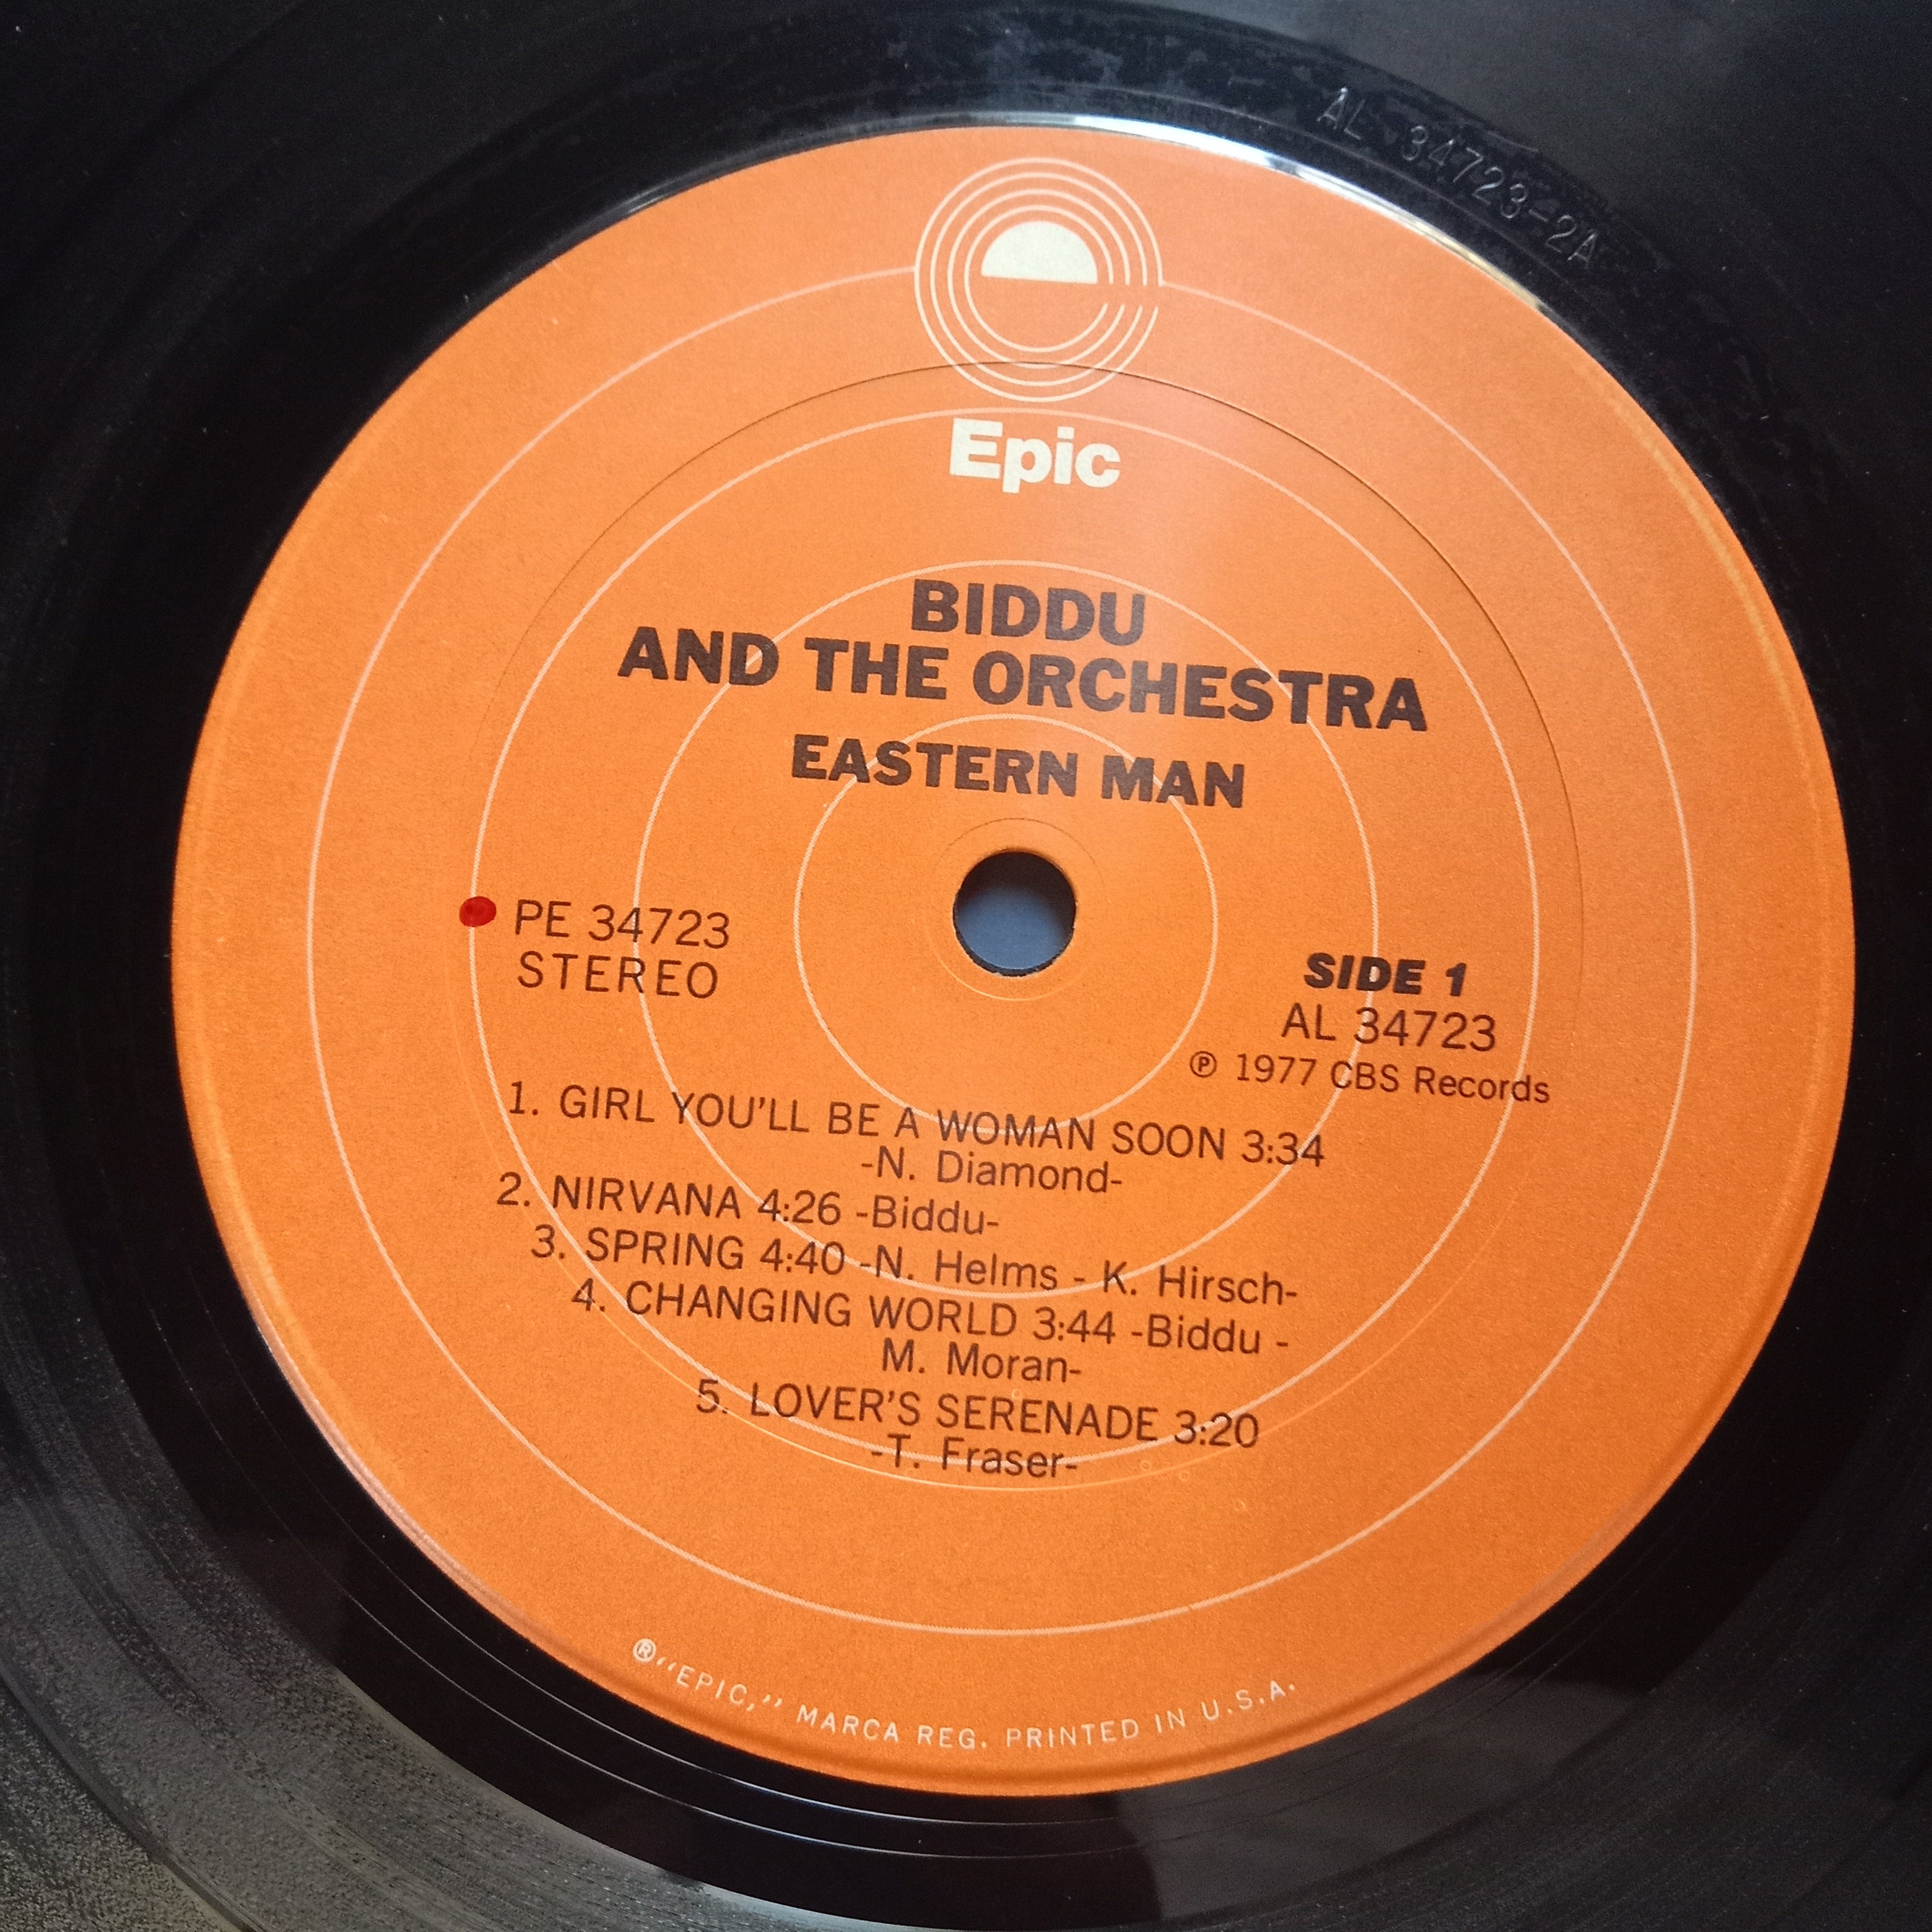 AL 34723-2A
Epic
BIDDU
AND THE ORCHESTRA
EASTERN MAN
PE 34723
STEREO
SIDE 1
AL 34723
℗ 1977 CBS Records
1. GIRL YOU'LL BE A WOMAN SOON 3:34
-N. Diamond-
2. NIRVANA 4:26 -Biddu-
3. SPRING 4:40 -N. Helms - K. Hirsch-
4. CHANGING WORLD 3:44 -Biddu -
M. Moran-
5. LOVER'S SERENADE 3:20
-T. Fraser-
®"EPIC," MARCA REG. PRINTED IN U.S.A.